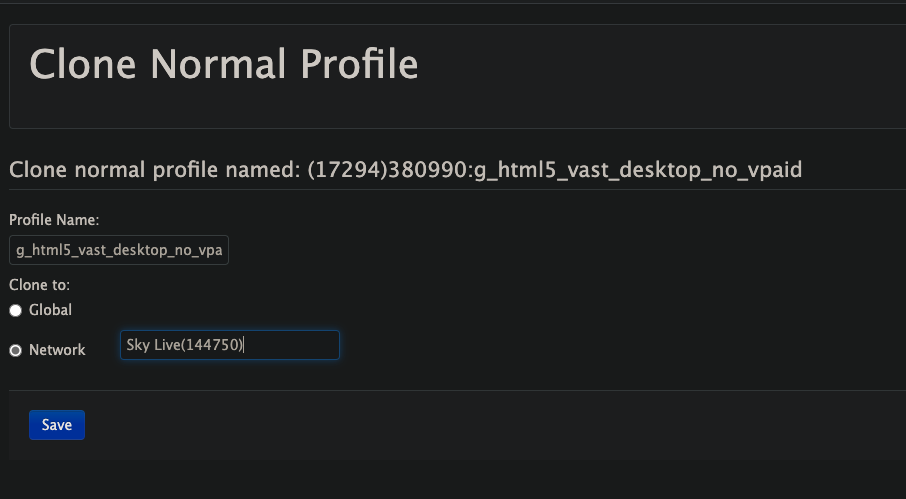 Clone Normal Profile
Clone normal profile named: (17294)380990:g_html5_vast_desktop_no_vpaid
Profile Name:
g_html5_vast_desktop_no_vpa
Clone to:
Global
Network Sky Live(144750)
Save